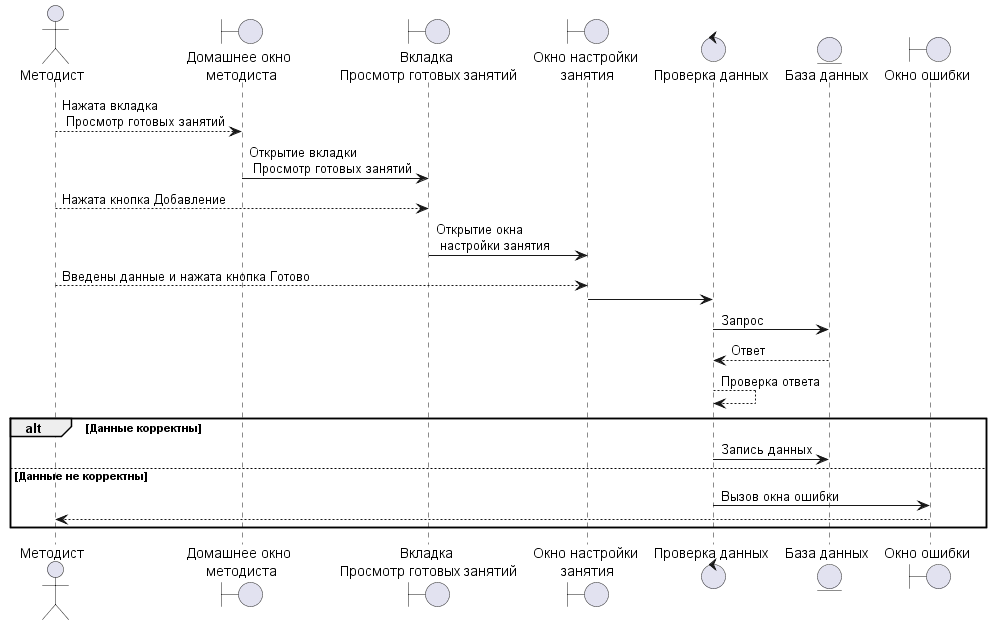 Методист
Домашнее окно
методиста
Вкладка
Просмотр готовых занятий
Окно настройки
занятия
Проверка данных
База данных
Окно ошибки
Нажата вкладка
Просмотр готовых занятий
Открытие вкладки
Просмотр готовых занятий
Нажата кнопка Добавление
Открытие окна
настройки занятия
Введены данные и нажата кнопка Готово
Запрос
Ответ
Проверка ответа
alt [Данные корректны]
Запись данных
[Данные не корректны]
Вызов окна ошибки
Методист
Домашнее окно
методиста
Вкладка
Просмотр готовых занятий
Окно настройки
занятия
Проверка данных
База данных
Окно ошибки